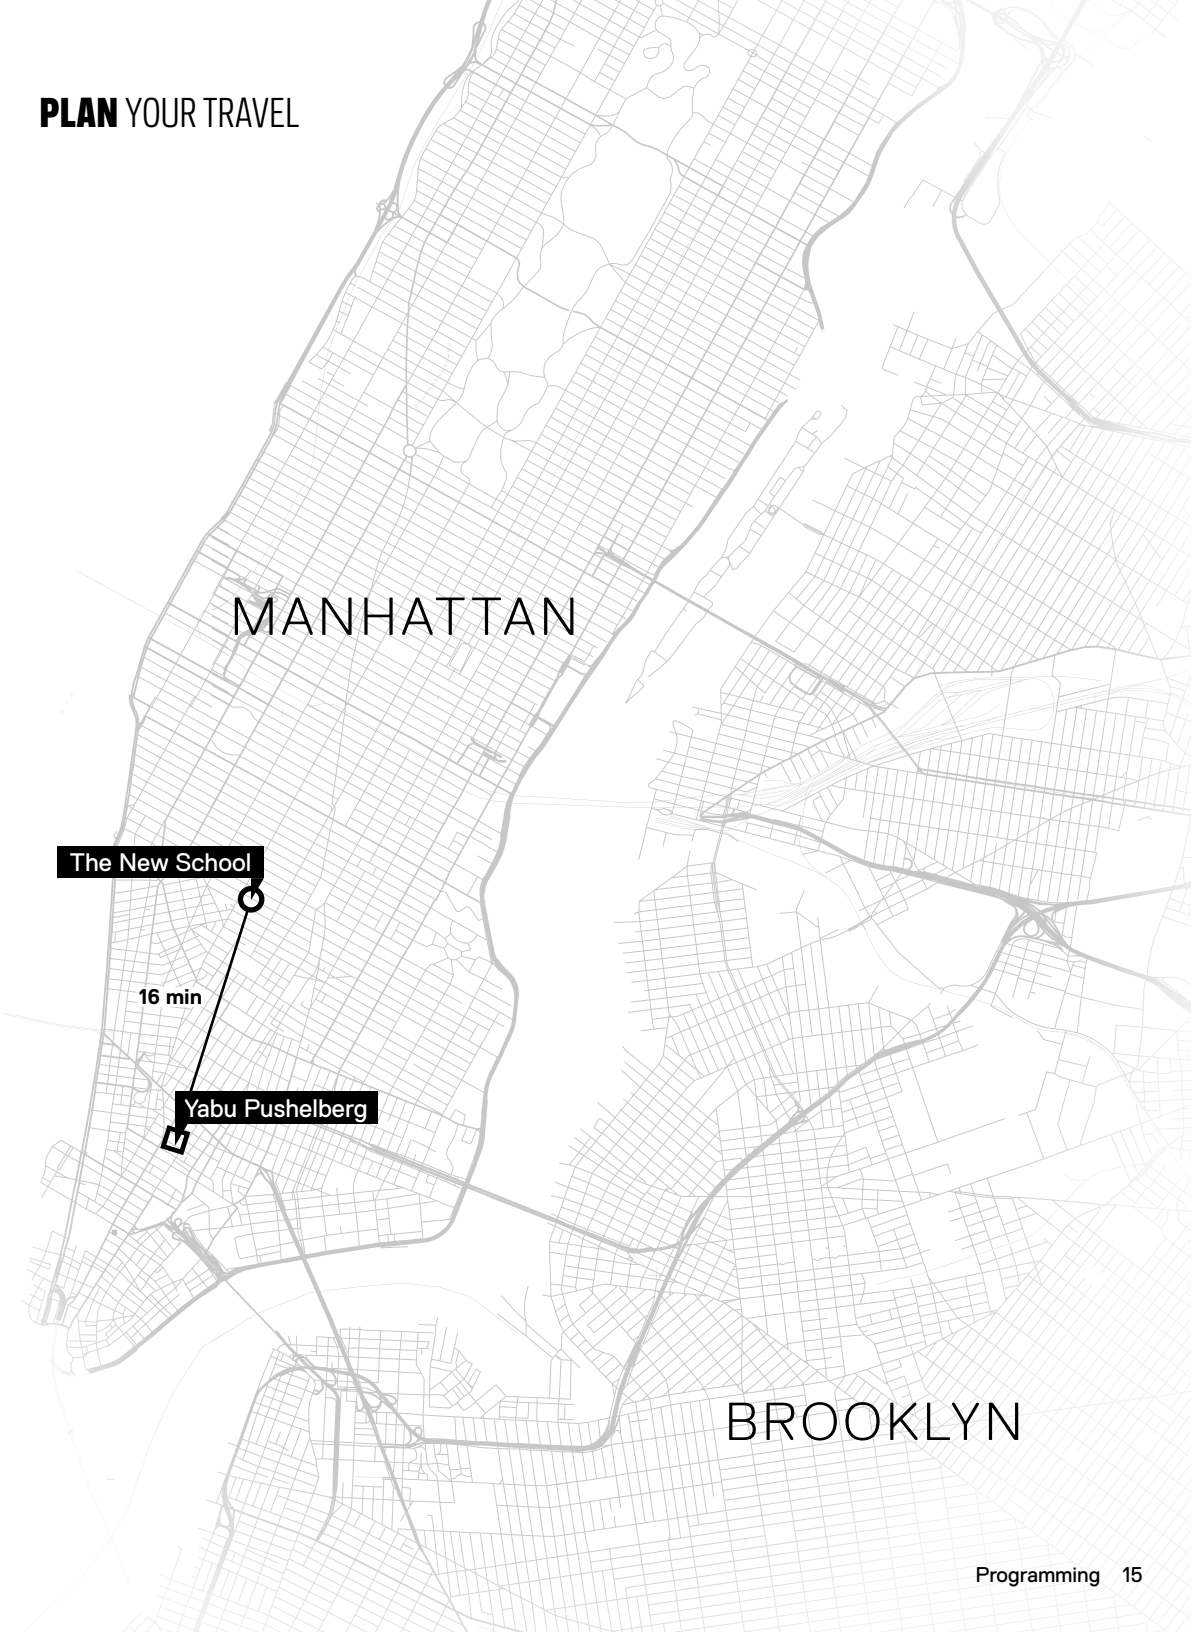 PLAN YOUR TRAVEL
MANHATTAN
The New School
16 min
Yabu Pushelberg
BROOKLYN
Programming 15